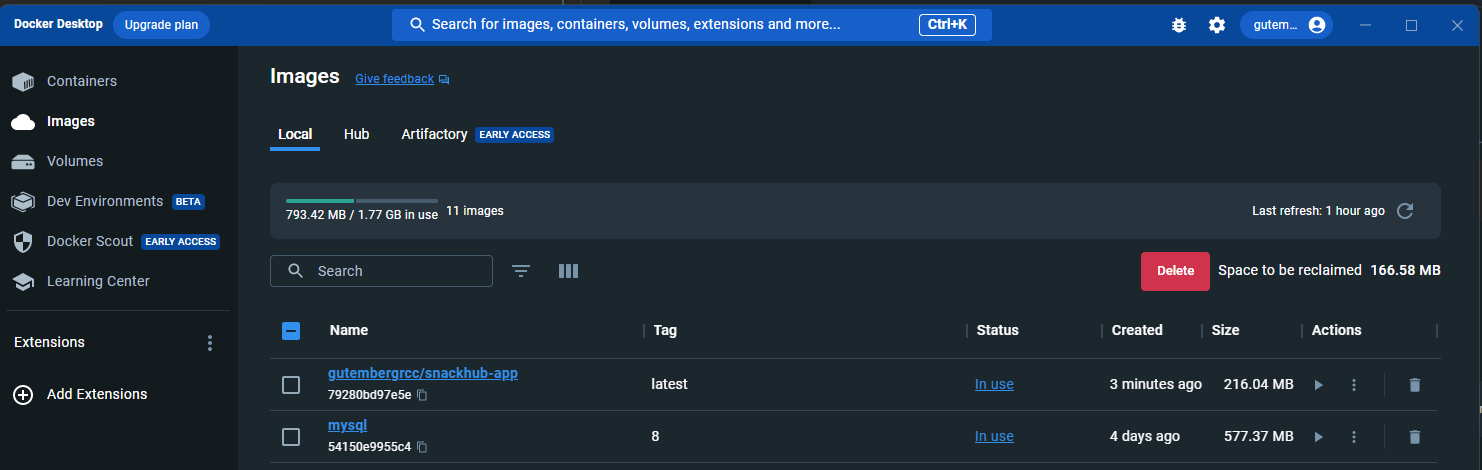 Docker Desktop Upgrade plan Search for images, containers, volumes, extensions and more... Ctrl+K gutem...
Containers
Images
Volumes
Dev Environments BETA
Docker Scout EARLY ACCESS
Learning Center
Extensions
Add Extensions
Images Give feedback
Local Hub Artifactory EARLY ACCESS
793.42 MB / 1.77 GB in use 11 images Last refresh: 1 hour ago
Search Delete Space to be reclaimed 166.58 MB
Name Tag Status Created Size Actions
gutembergrcc/snackhub-app
79280bd97e5e latest In use 3 minutes ago 216.04 MB
mysql
54150e9955c4 8 In use 4 days ago 577.37 MB